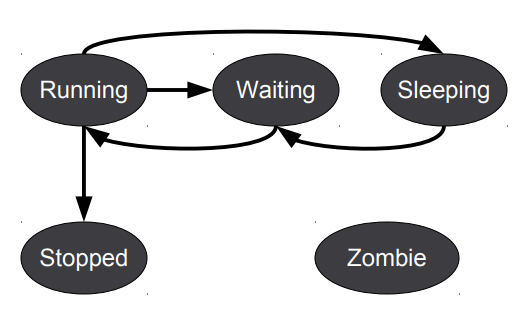 Running
Waiting
Sleeping
Stopped
Zombie